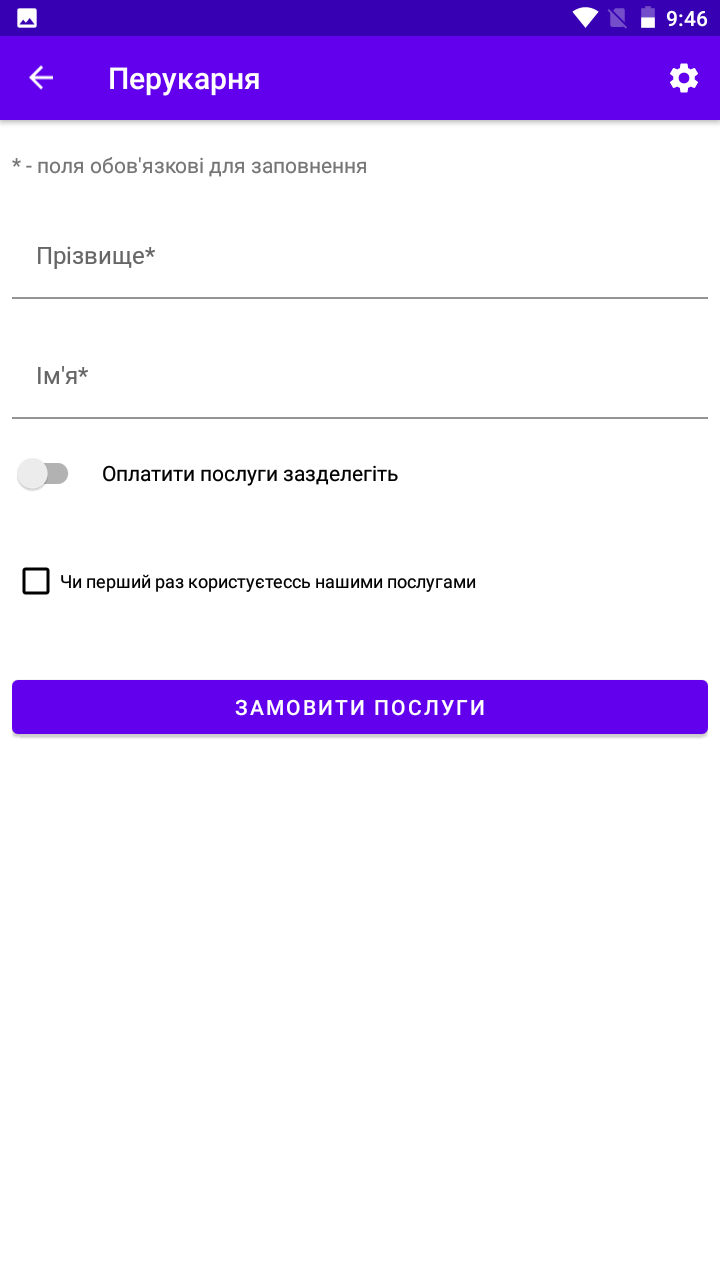 9:46
Перукарня
* - поля обов'язкові для заповнення
Прізвище*
Ім'я*
Оплатити послуги зазделегіть
Чи перший раз користуєтессь нашими послугами
ЗАМОВИТИ ПОСЛУГИ